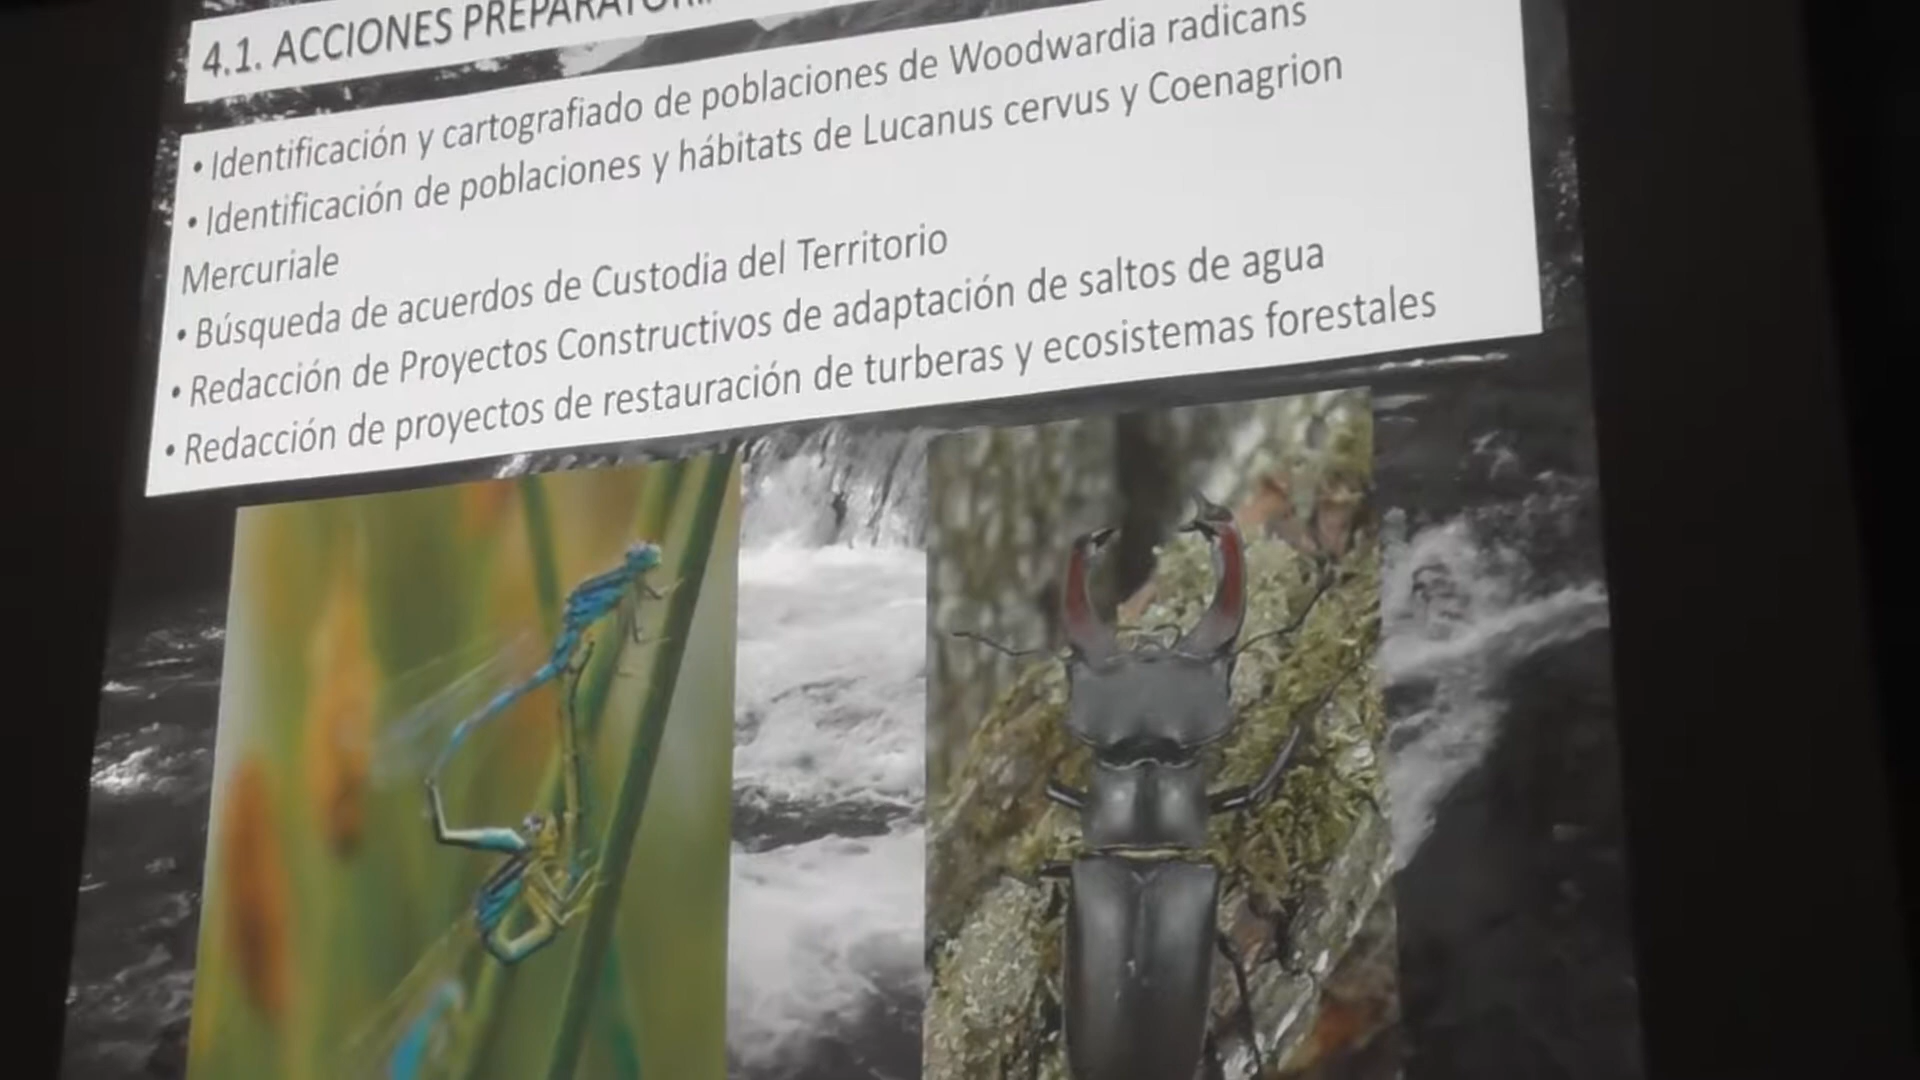 4.1. ACCIONES
• Identificación y cartografiado de poblaciones de Woodwardia radicans
• Identificación de poblaciones y hábitats de Lucanus cervus y Coenagrion
Mercuriale
• Búsqueda de acuerdos de Custodia del Territorio
• Redacción de Proyectos Constructivos de adaptación de saltos de agua
• Redacción de proyectos de restauración de turberas y ecosistemas forestales